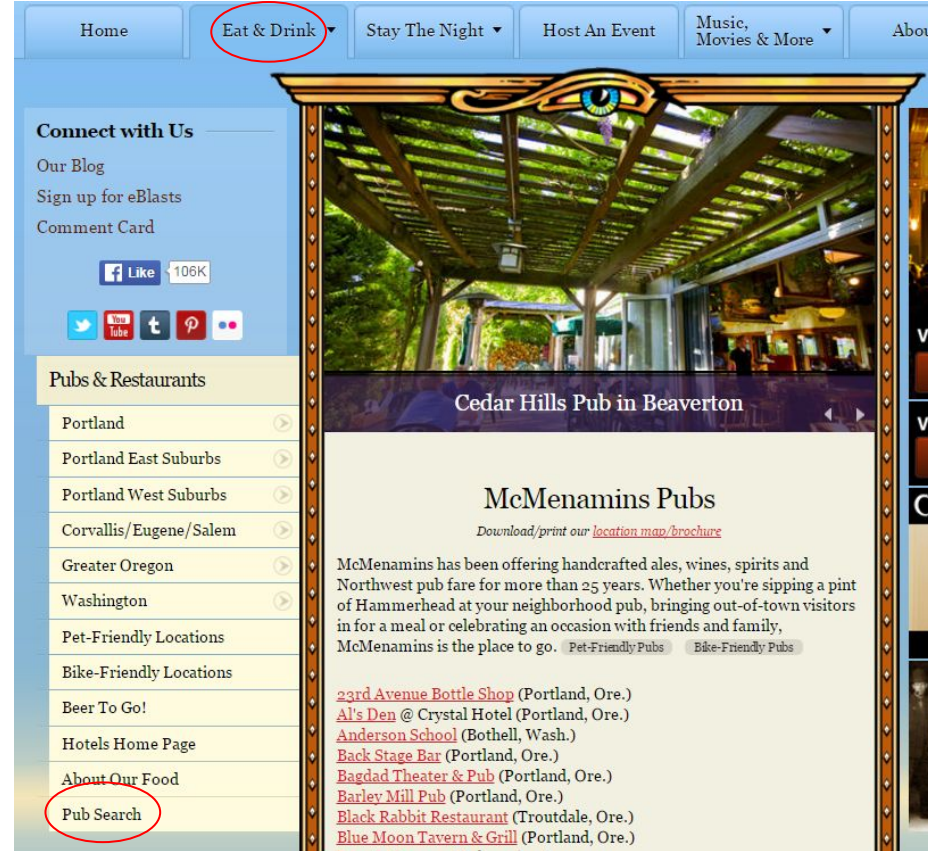 Home
Eat & Drink
Stay The Night
Host An Event
Music,
Movies & More
Abou
Connect with Us
Our Blog
Sign up for eBlasts
Comment Card
Like 106K
You
Tube
t
Pubs & Restaurants
Portland
Portland East Suburbs
Portland West Suburbs
Corvallis/Eugene/Salem
Greater Oregon
Washington
Pet-Friendly Locations
Bike-Friendly Locations
Beer To Go!
Hotels Home Page
About Our Food
Pub Search
Cedar Hills Pub in Beaverton
McMenamins Pubs
Download/print our location map/brochure
McMenamins has been offering handcrafted ales, wines, spirits and
Northwest pub fare for more than 25 years. Whether you're sipping a pint
of Hammerhead at your neighborhood pub, bringing out-of-town visitors
in for a meal or celebrating an occasion with friends and family,
McMenamins is the place to go. Pet-Friendly Pubs Bike-Friendly Pubs
23rd Avenue Bottle Shop (Portland, Ore.)
Al's Den @ Crystal Hotel (Portland, Ore.)
Anderson School (Bothell, Wash.)
Back Stage Bar (Portland, Ore.)
Bagdad Theater & Pub (Portland, Ore.)
Barley Mill Pub (Portland, Ore.)
Black Rabbit Restaurant (Troutdale, Ore.)
Blue Moon Tavern & Grill (Portland, Ore.)